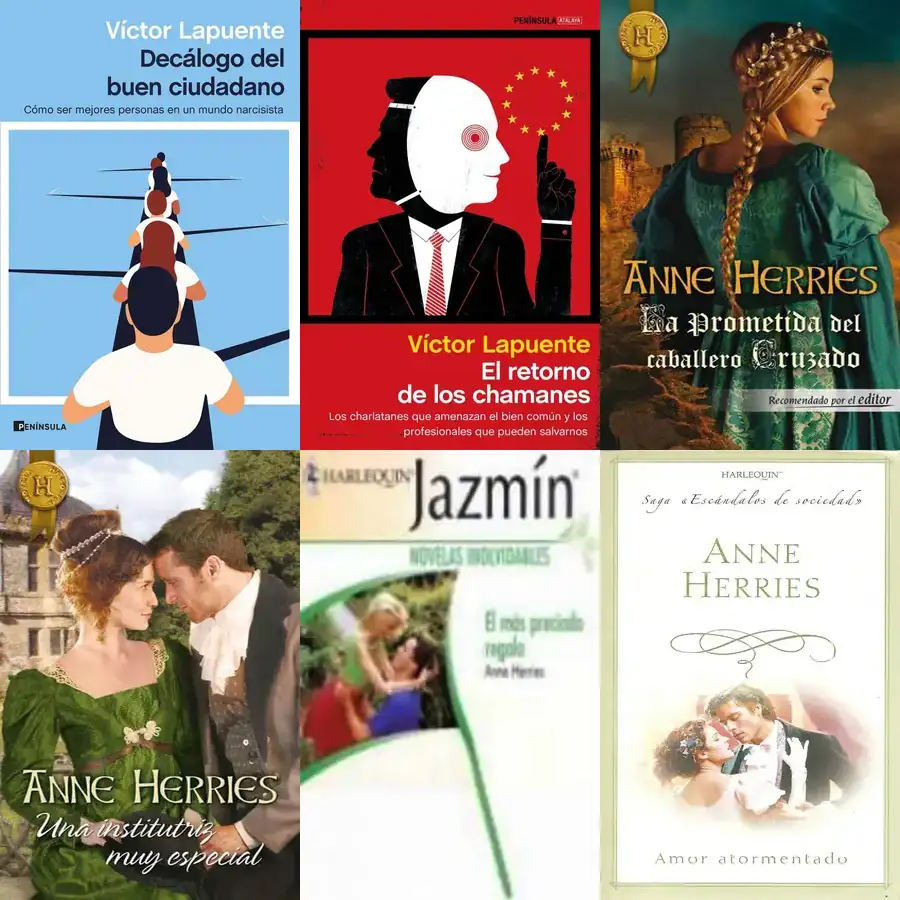 Víctor Lapuente
Decálogo del
buen ciudadano
Cómo ser mejores personas en un mundo narcisista
PENÍNSULA
PENÍNSULA ATALAYA
Víctor Lapuente
El retorno
de los chamanes
Los charlatanes que amenazan el bien común y los
profesionales que pueden salvarnos
H
ANNE HERRIES
La Prometida del
caballero Cruzado
Recomendado por el editor
H
ANNE HERRIES
Una institutriz
muy especial
HARLEQUIN™
Jazmín®
NOVELAS INOLVIDABLES
El más preciado
regalo
Anne Herries
HARLEQUIN™
Saga «Escándalos de sociedad»
ANNE
HERRIES
Amor atormentado